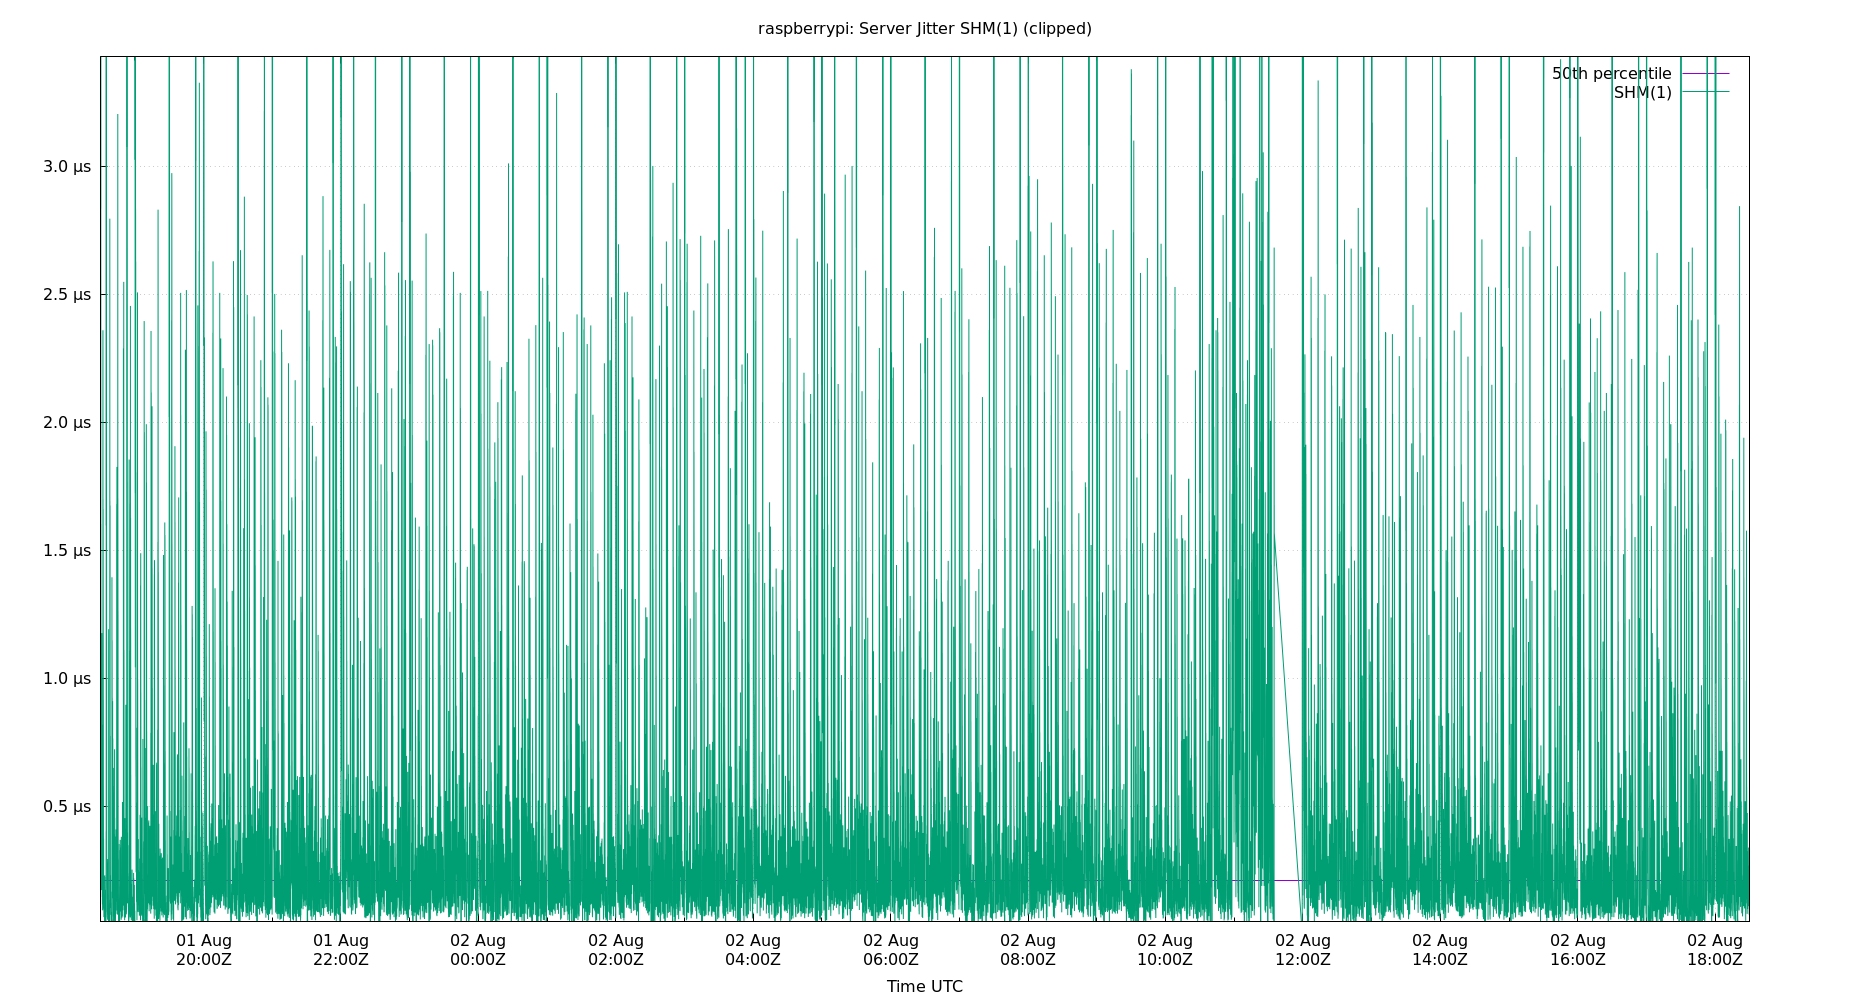 raspberrypi: Server Jitter SHM(1) (clipped)
50th percentile
SHM(1)
3.0 µs
2.5 µs
2.0 µs
1.5 µs
1.0 µs
0.5 µs
01 Aug 01 Aug 02 Aug 02 Aug 02 Aug 02 Aug 02 Aug 02 Aug 02 Aug 02 Aug 02 Aug 02 Aug
20:00Z 22:00Z 00:00Z 02:00Z 04:00Z 06:00Z 08:00Z 10:00Z 12:00Z 14:00Z 16:00Z 18:00Z
Time UTC